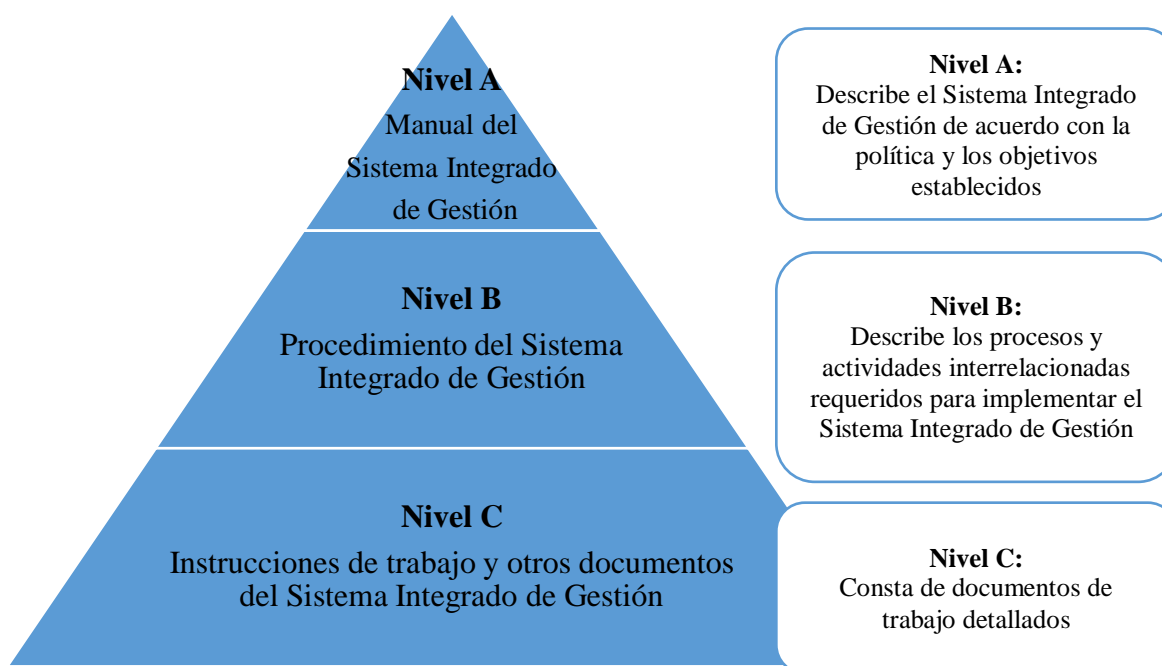 Nivel A
Manual del
Sistema Integrado
de Gestión
Nivel A:
Describe el Sistema Integrado
de Gestión de acuerdo con la
política y los objetivos
establecidos
Nivel B
Procedimiento del Sistema
Integrado de Gestión
Nivel B:
Describe los procesos y
actividades interrelacionadas
requeridos para implementar el
Sistema Integrado de Gestión
Nivel C
Instrucciones de trabajo y otros documentos
del Sistema Integrado de Gestión
Nivel C:
Consta de documentos de
trabajo detallados